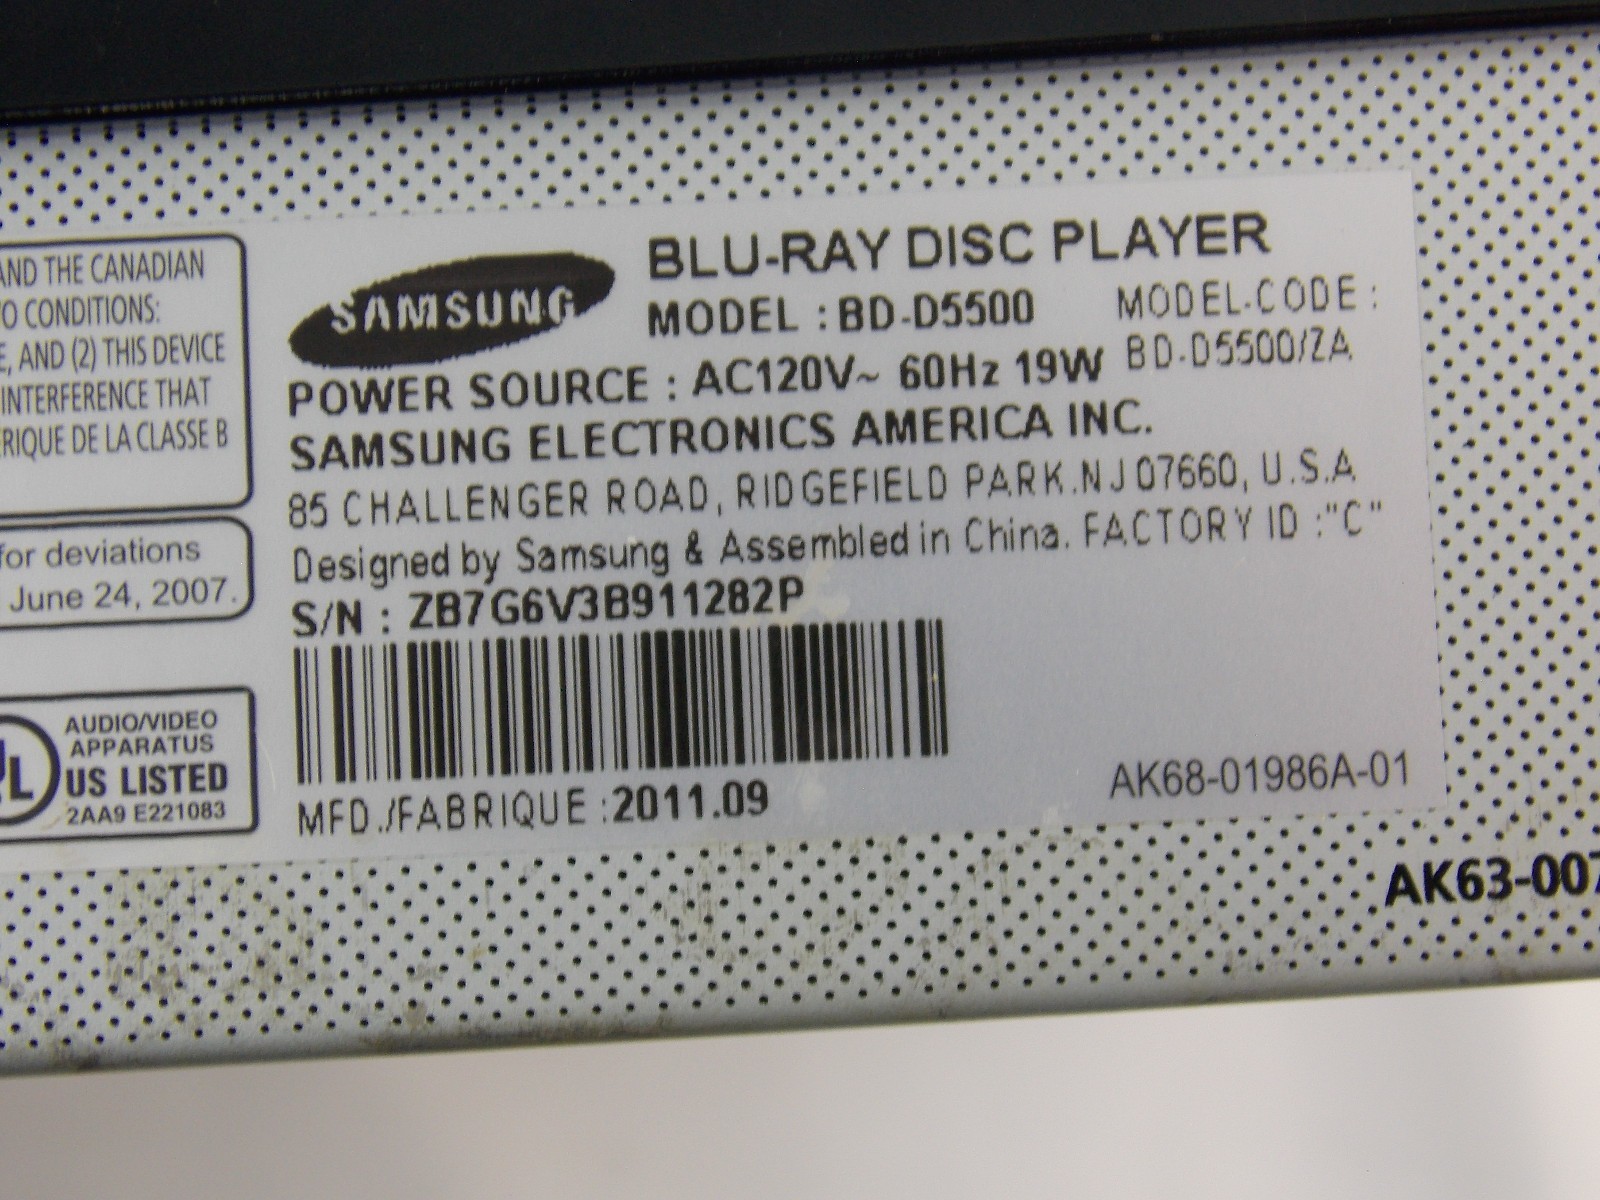 AND THE CANADIAN
O CONDITIONS:
E, AND (2) THIS DEVICE
INTERFERENCE THAT
RIQUE DE LA CLASSE B
for deviations
June 24, 2007.
UL
AUDIO/VIDEO
APPARATUS
US LISTED
2AA9 E221083
SAMSUNG
BLU-RAY DISC PLAYER
MODEL : BD-D5500
MODEL-CODE :
BD-D5500/ZA
POWER SOURCE : AC120V~ 60Hz 19W
SAMSUNG ELECTRONICS AMERICA INC.
85 CHALLENGER ROAD, RIDGEFIELD PARK.NJ 07660, U.S.A
Designed by Samsung & Assembled in China. FACTORY ID :"C"
S/N : ZB7G6V3B911282P
MFD./FABRIQUE :2011.09
AK68-01986A-01
AK63-007